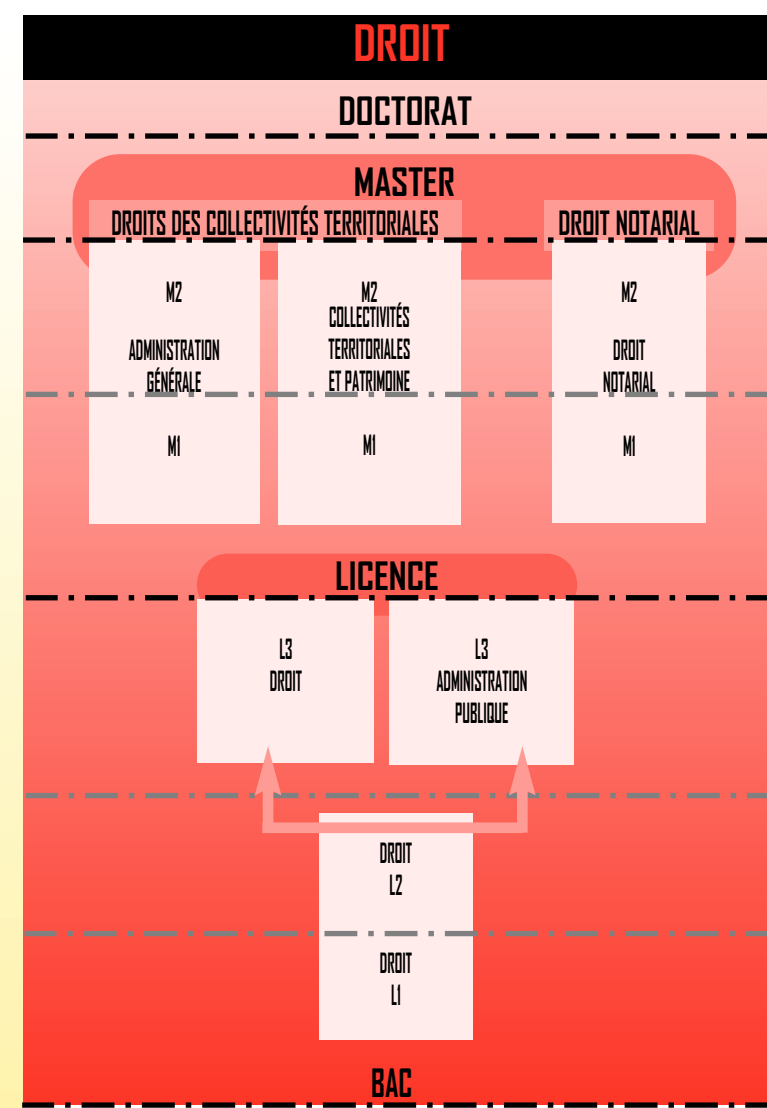 DROIT
DOCTORAT
MASTER
DROITS DES COLLECTIVITÉS TERRITORIALES
DROIT NOTARIAL
M2
ADMINISTRATION
GÉNÉRALE
M1
M2
COLLECTIVITÉS
TERRITORIALES
ET PATRIMOINE
M1
M2
DROIT
NOTARIAL
M1
LICENCE
L3
DROIT
L3
ADMINISTRATION
PUBLIQUE
DROIT
L2
DROIT
L1
BAC